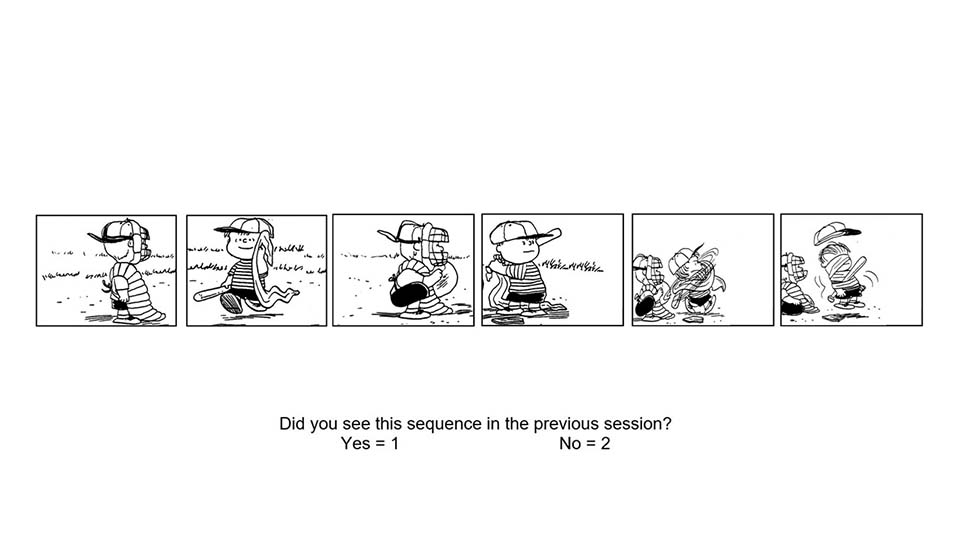 Did you see this sequence in the previous session?
Yes = 1 No = 2